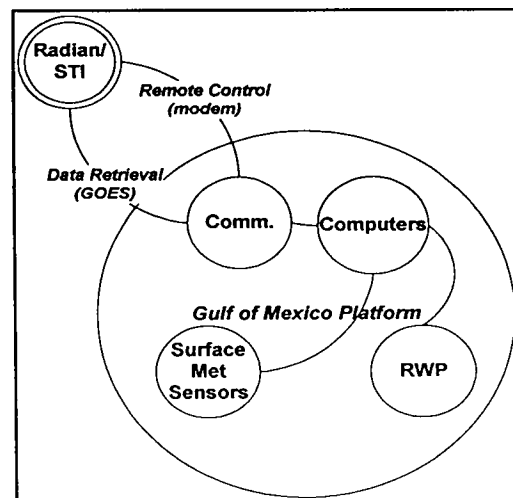 Radian/
STI
Remote Control
(modem)
Data Retrieval
(GOES)
Comm.
Computers
Gulf of Mexico Platform
Surface
Met
Sensors
RWP